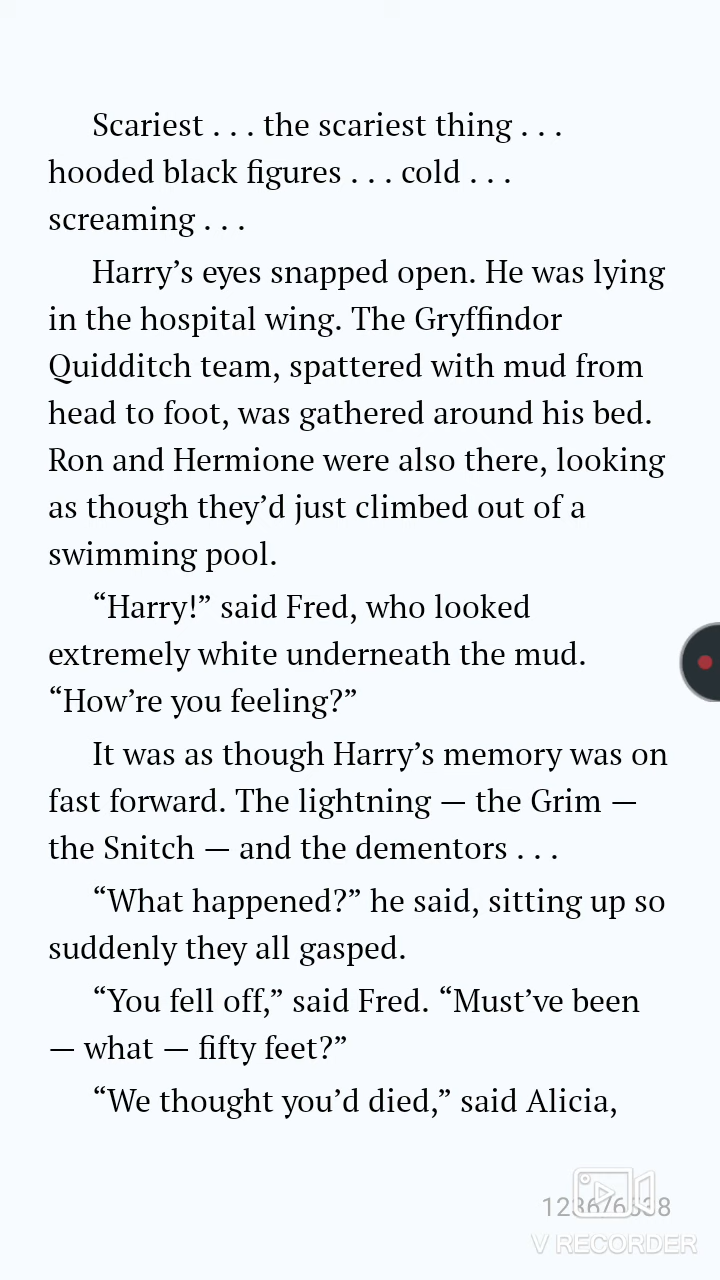 Scariest . . . the scariest thing . . .
hooded black figures . . . cold . . .
screaming . . .
Harry’s eyes snapped open. He was lying
in the hospital wing. The Gryffindor
Quidditch team, spattered with mud from
head to foot, was gathered around his bed.
Ron and Hermione were also there, looking
as though they’d just climbed out of a
swimming pool.
“Harry!” said Fred, who looked
extremely white underneath the mud.
“How’re you feeling?”
It was as though Harry’s memory was on
fast forward. The lightning — the Grim —
the Snitch — and the dementors . . .
“What happened?” he said, sitting up so
suddenly they all gasped.
“You fell off,” said Fred. “Must’ve been
— what — fifty feet?”
“We thought you’d died,” said Alicia,
V RECORDER